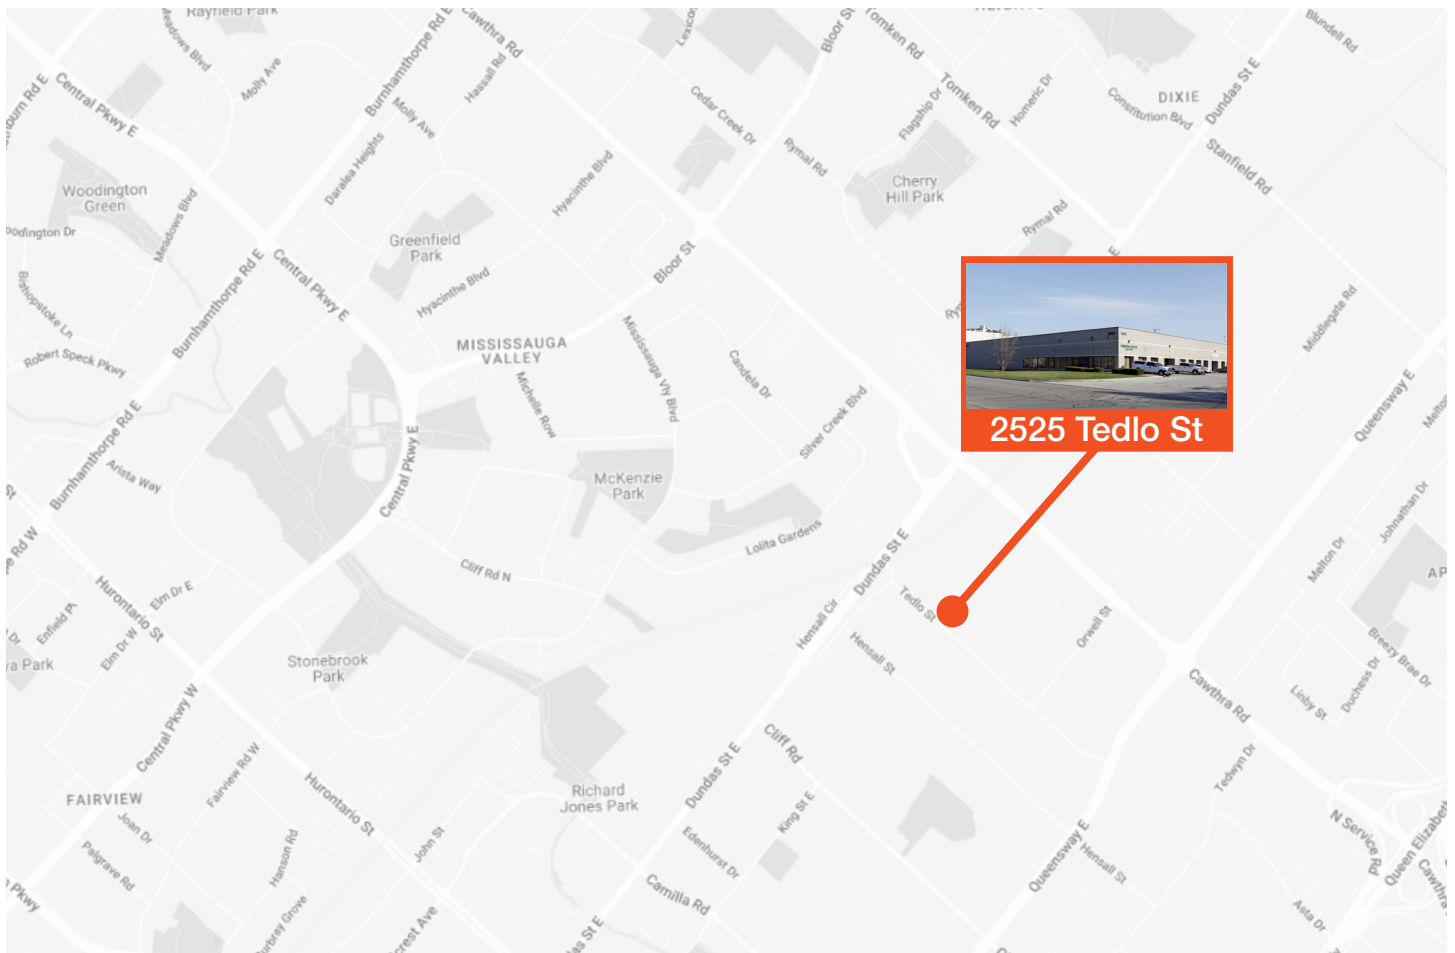 Rayfield Park
Meadows Blvd
Molly Ave
Burnhamthorpe Rd E
Cawthra Rd
Hassall Rd
Bloor St
Tomken Rd
Blundell Rd
Central Pkwy E
Molly Ave
Cedar Creek Dr
Flagship Dr
Tomken Rd
Homeric Dr
DIXIE
Constitution Blvd
Dundas St E
Daralea Heights
Hyacinthe Blvd
Rymal Rd
Stanfield Rd
Woodington
Green
Meadows Blvd
Cherry
Hill Park
Rymal Rd
Greenfield
Park
Central Pkwy E
Bloor St
E
Hyacinthe Blvd
Bishopstoke Ln
Burnhamthorpe Rd E
Middlegate Rd
MISSISSAUGA
VALLEY
Mississauga Vly Blvd
Candela Dr
Robert Speck Pkwy
Michelle Row
Silver Creek Blvd
Queensway E
2525 Tedlo St
Burnhamthorpe Rd E
Arista Way
Central Pkwy E
McKenzie
Park
Lolita Gardens
Johnathan Dr
Melton Dr
Cliff Rd N
Dundas St E
Tedlo St
Hurontario St
Elm Dr E
Enfield Pl
Elm Dr W
Hensall Cir
Hensall St
Orwell St
Breezy Brae Dr
Stonebrook
Park
Duchess Dr
Linby St
Cawthra Rd
Central Pkwy W
Fairview Rd W
Cliff Rd
Dundas St E
Tedwyn Dr
FAIRVIEW
Joan Dr
Hurontario St
Richard
Jones Park
King St E
N Service Rd
Palgrave Rd
Hanson Rd
John St
Edenhurst Dr
Camilla Rd
Queensway E
Hensall St
Asta Dr